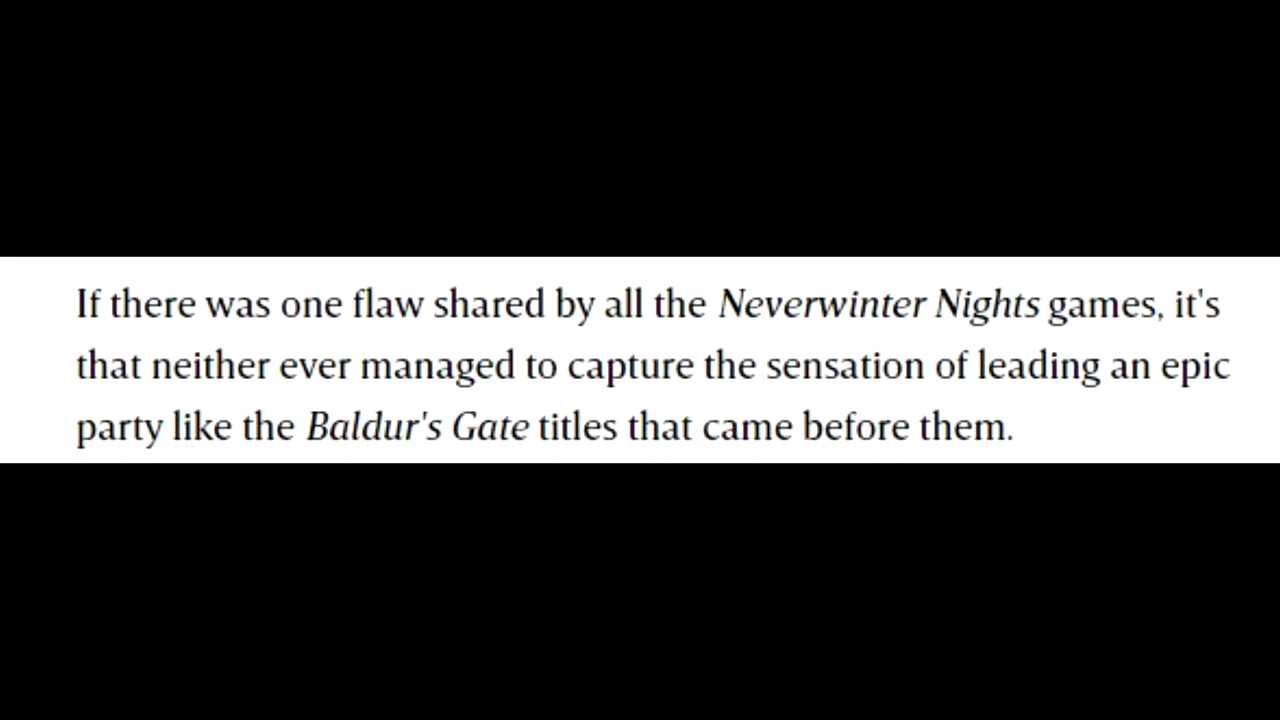 If there was one flaw shared by all the Neverwinter Nights games, it's
that neither ever managed to capture the sensation of leading an epic
party like the Baldur's Gate titles that came before them.